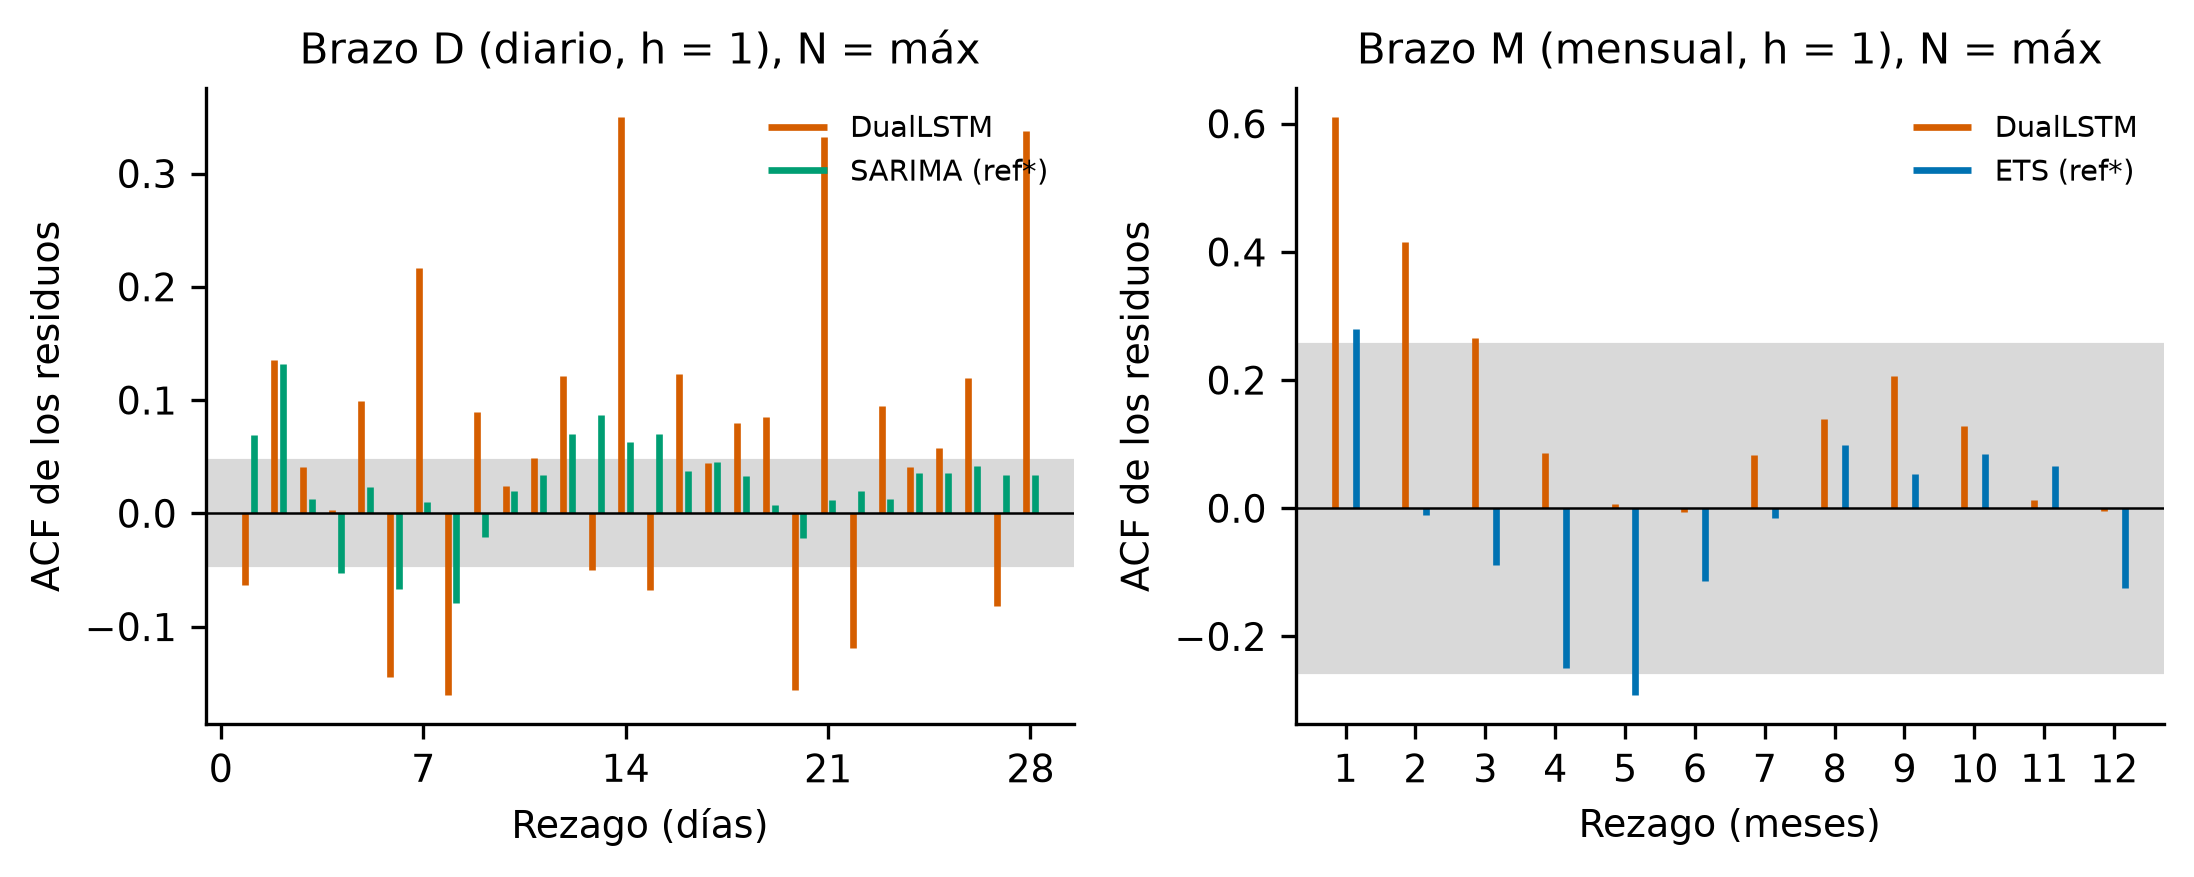 Brazo D (diario, h = 1), N = máx
ACF de los residuos
0.3
0.2
0.1
0.0
−0.1
DualLSTM
SARIMA (ref*)
0 7 14 21 28
Rezago (días)
Brazo M (mensual, h = 1), N = máx
ACF de los residuos
0.6
0.4
0.2
0.0
−0.2
DualLSTM
ETS (ref*)
1 2 3 4 5 6 7 8 9 10 11 12
Rezago (meses)